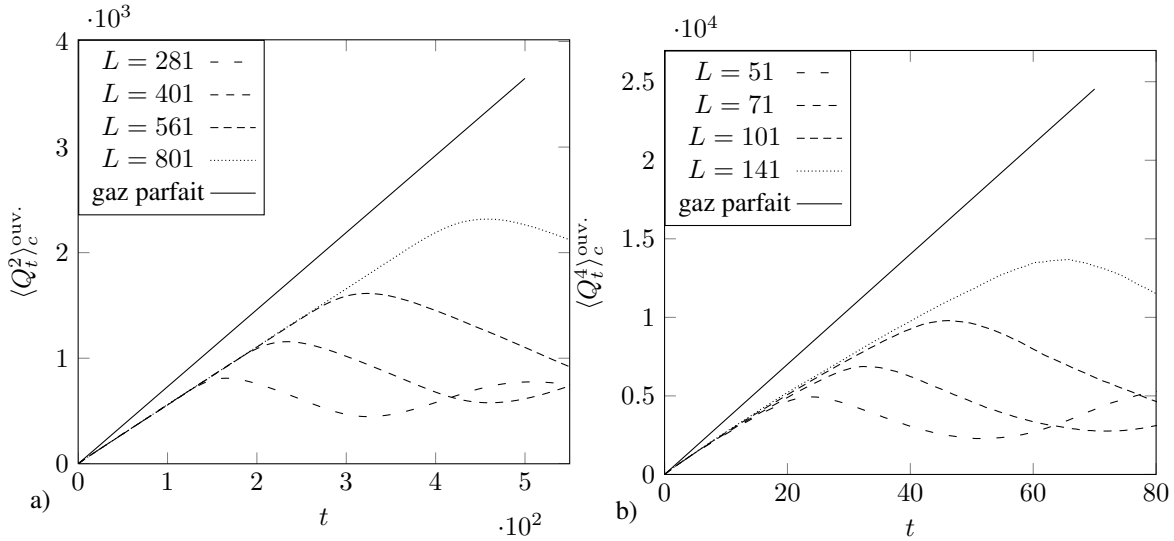 ·10³
4
3
2
1
0
⟨Q_t^2⟩_c^ouv.
L = 281
L = 401
L = 561
L = 801
gaz parfait
0 1 2 3 4 5
·10²
t
a)
·10⁴
2.5
2
1.5
1
0.5
0
⟨Q_t^4⟩_c^ouv.
L = 51
L = 71
L = 101
L = 141
gaz parfait
0 20 40 60 80
t
b)